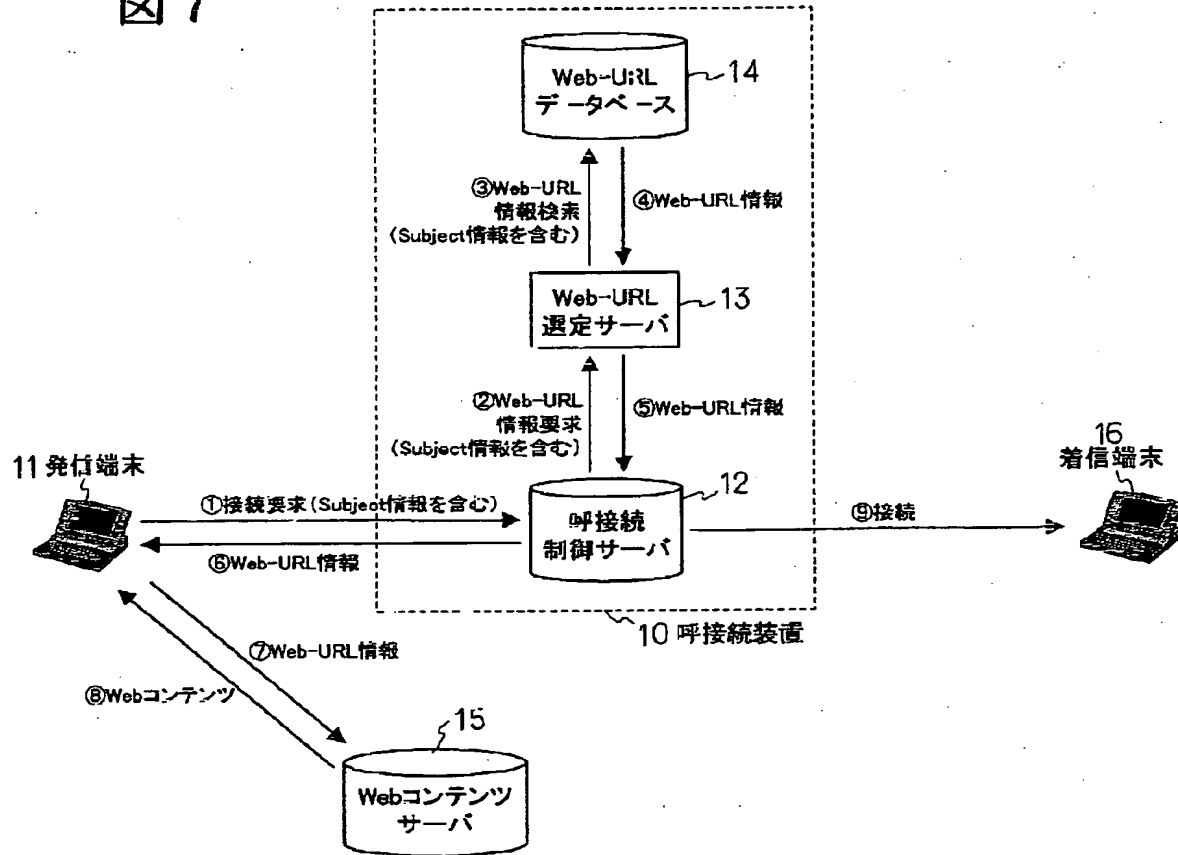 図7
Web-URL
データベース
14
③Web-URL
情報検索
(Subject情報を含む)
④Web-URL情報
Web-URL
選定サーバ
13
②Web-URL
情報要求
(Subject情報を含む)
⑤Web-URL情報
11 発信端末
16
着信端末
①接続要求(Subject情報を含む)
12
呼接続
制御サーバ
⑨接続
⑥Web-URL情報
10 呼接続装置
⑦Web-URL情報
⑧Webコンテンツ
15
Webコンテンツ
サーバ